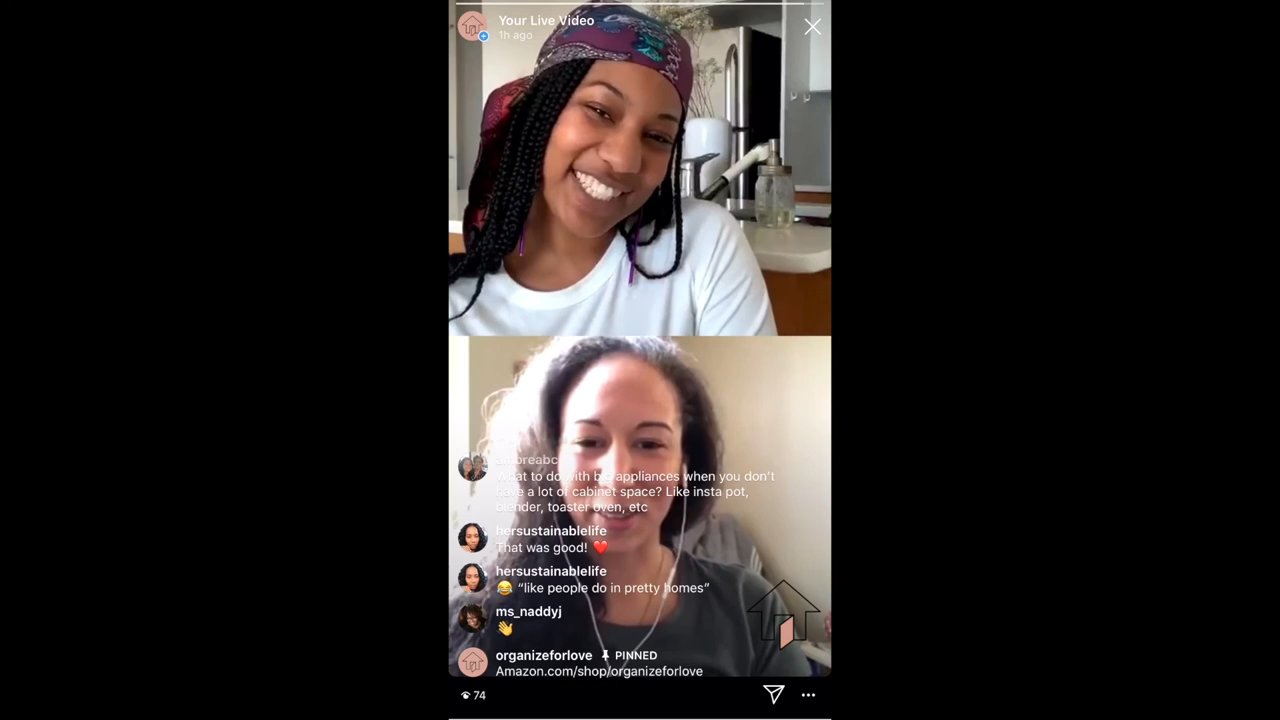 Your Live Video
1h ago
What to do with big appliances when you don't
have a lot of cabinet space? Like insta pot,
blender, toaster oven, etc
hersustainablelife
That was good! ❤️
hersustainablelife
😂 “like people do in pretty homes”
ms_naddyj
👋
organizeforlove 📌 PINNED
Amazon.com/shop/organizeforlove
74